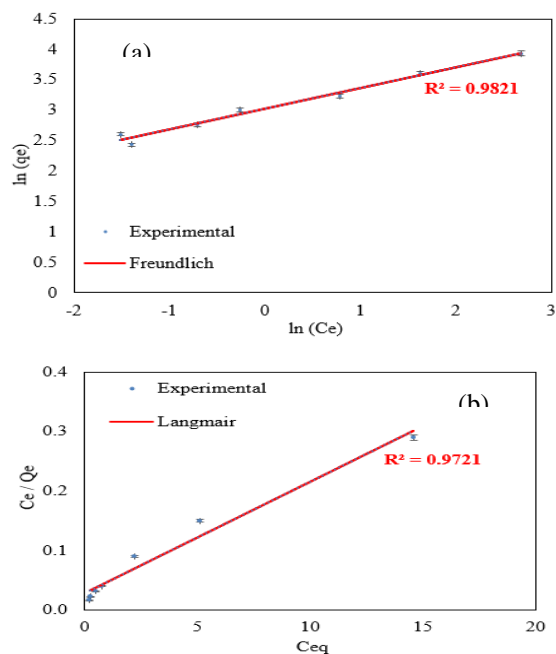 (a)
4.5
4
3.5
R² = 0.9821
3
2.5
ln (qe)
2
1.5
1
Experimental
0.5
Freundlich
0
-2 -1 0 1 2 3
ln (Ce)
0.4
Experimental
(b)
Langmair
0.3
R² = 0.9721
Ce / Qe
0.2
0.1
0.0
0 5 10 15 20
Ceq